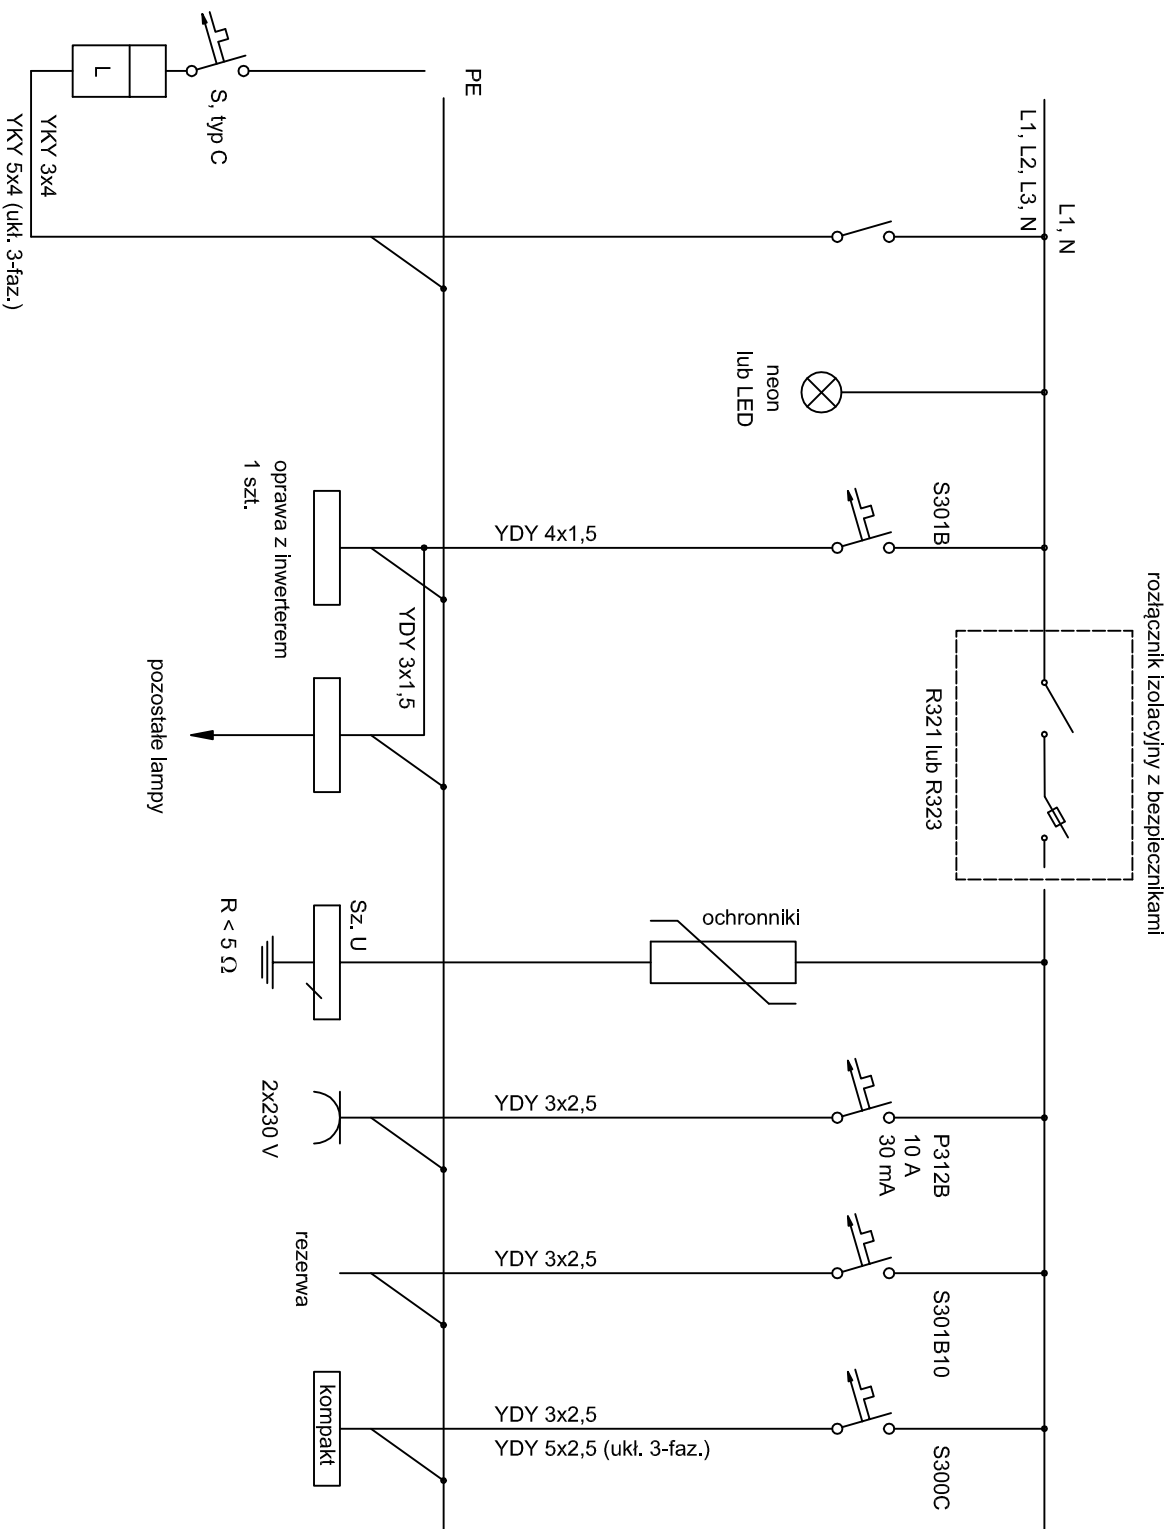 L1, N
L1, L2, L3, N
PE
S, typ C
L
YKY 3x4
YKY 5x4 (ukł. 3-faz.)
neon
lub LED
S301B
YDY 4x1,5
oprawa z inwerterem
1 szt.
YDY 3x1,5
pozostałe lampy
rozłącznik izolacyjny z bezpiecznikami
R321 lub R323
ochronniki
Sz. U
R < 5 Ω
P312B
10 A
30 mA
YDY 3x2,5
2x230 V
S301B10
YDY 3x2,5
rezerwa
S300C
YDY 3x2,5
YDY 5x2,5 (ukł. 3-faz.)
kompakt